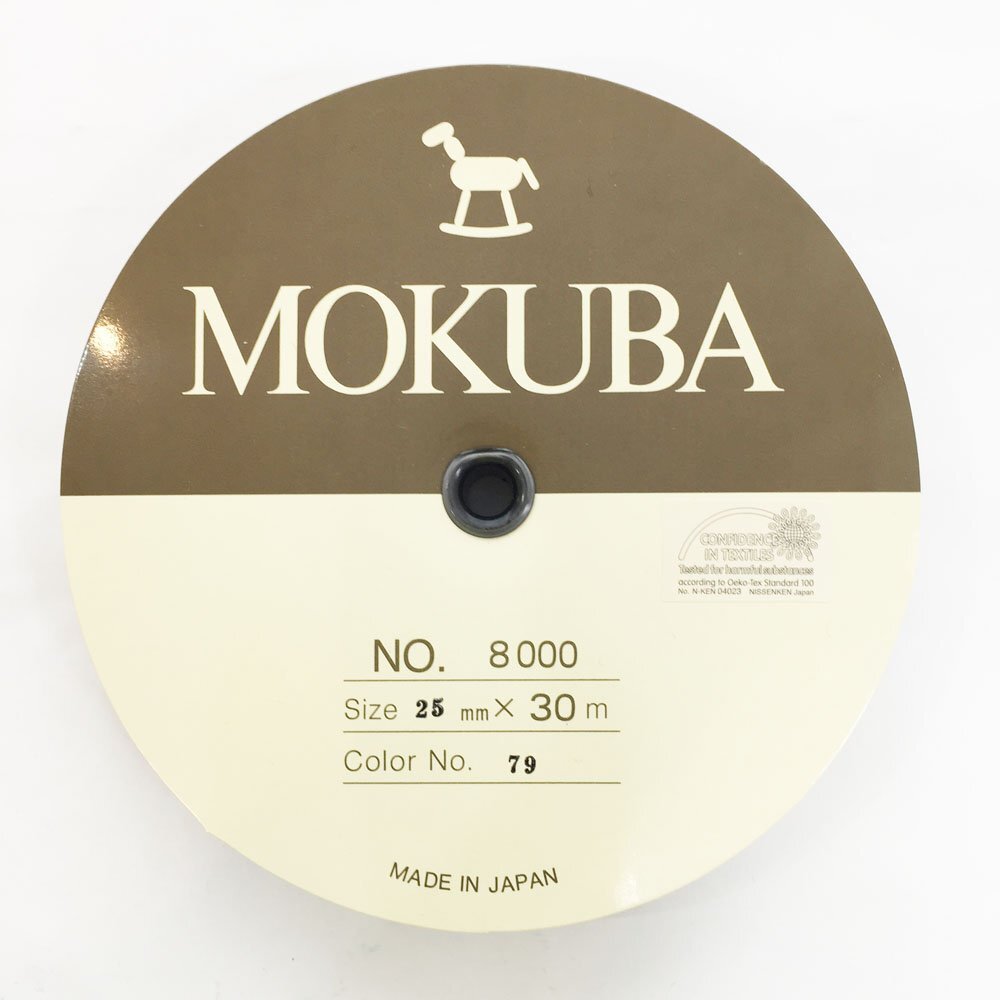 MOKUBA
CONFIDENCE
IN TEXTILES
Tested for harmful substances
according to Oeko-Tex Standard 100
No. N-KEN 04023 NISSENKEN Japan
NO. 8000
Size 25 mm × 30 m
Color No. 79
MADE IN JAPAN